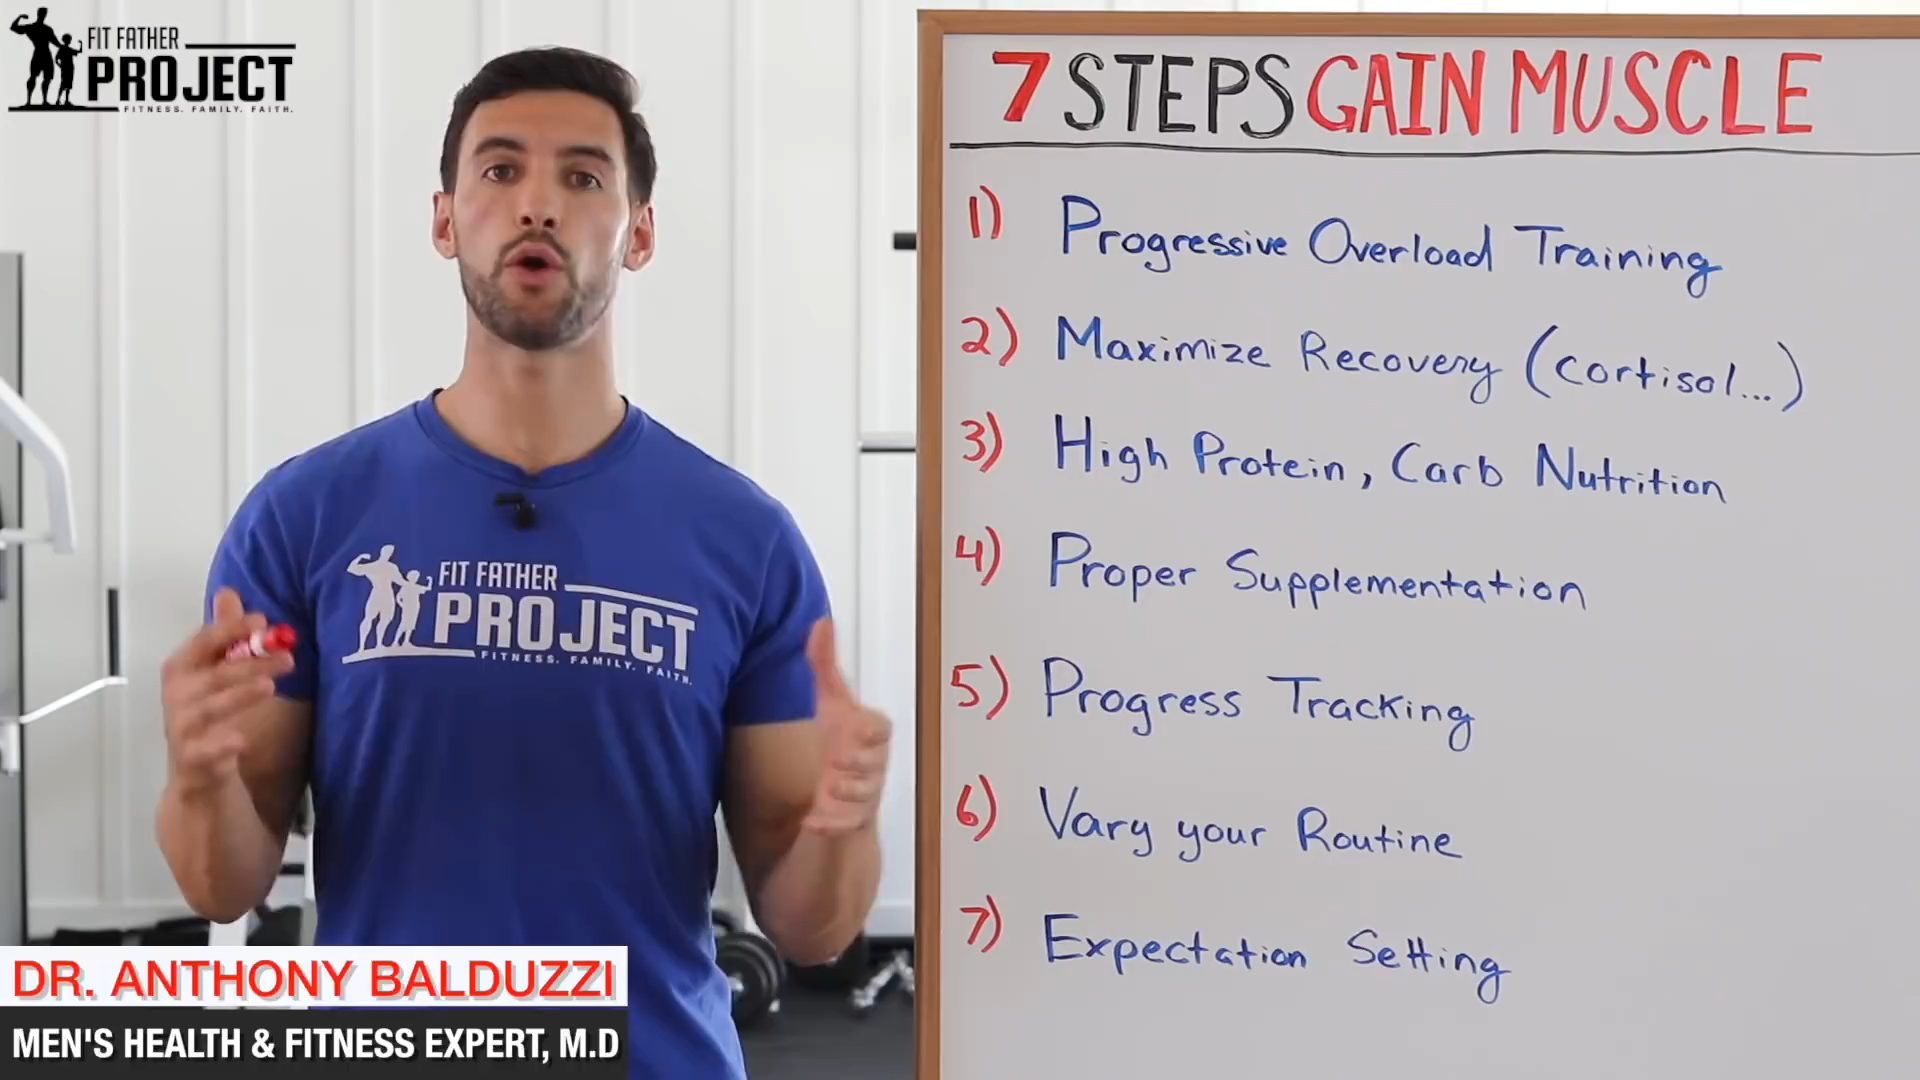 FIT FATHER
PROJECT
FITNESS. FAMILY. FAITH.
7 STEPS GAIN MUSCLE
1) Progressive Overload Training
2) Maximize Recovery (cortisol...)
3) High Protein, Carb Nutrition
4) Proper Supplementation
5) Progress Tracking
6) Vary your Routine
7) Expectation Setting
FIT FATHER
PROJECT
FITNESS. FAMILY. FAITH.
DR. ANTHONY BALDUZZI
MEN'S HEALTH & FITNESS EXPERT, M.D